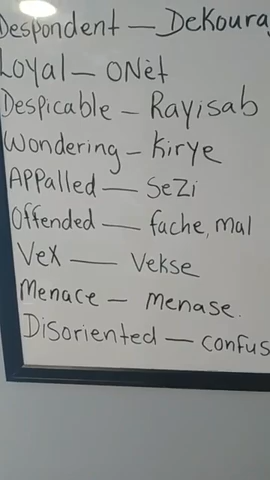 Despondent — DeKoura
LOYAL — ONèt
Despicable — Rayisab
Wondering — Kirye
APPalled — SeZi
Offended — fache, mal
VeX — Vekse
Menace — menase.
Disoriented — confus